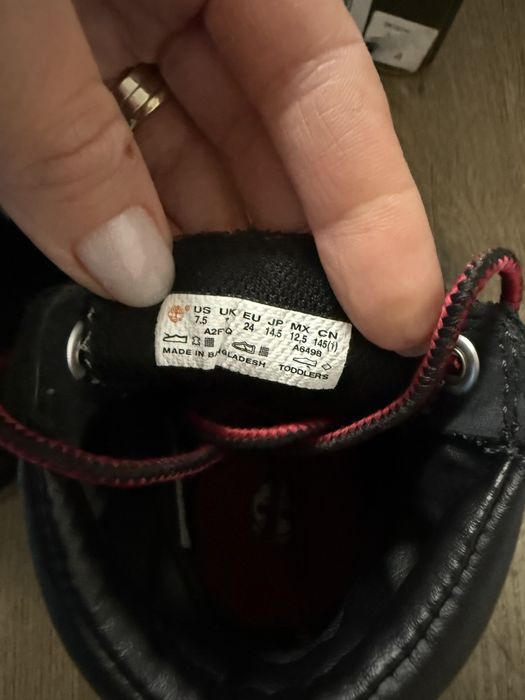 US UK EU JP MX CN
7.5 24 14.5 12.5 145(1)
A2FQ A6498
MADE IN BANGLADESH TODDLERS